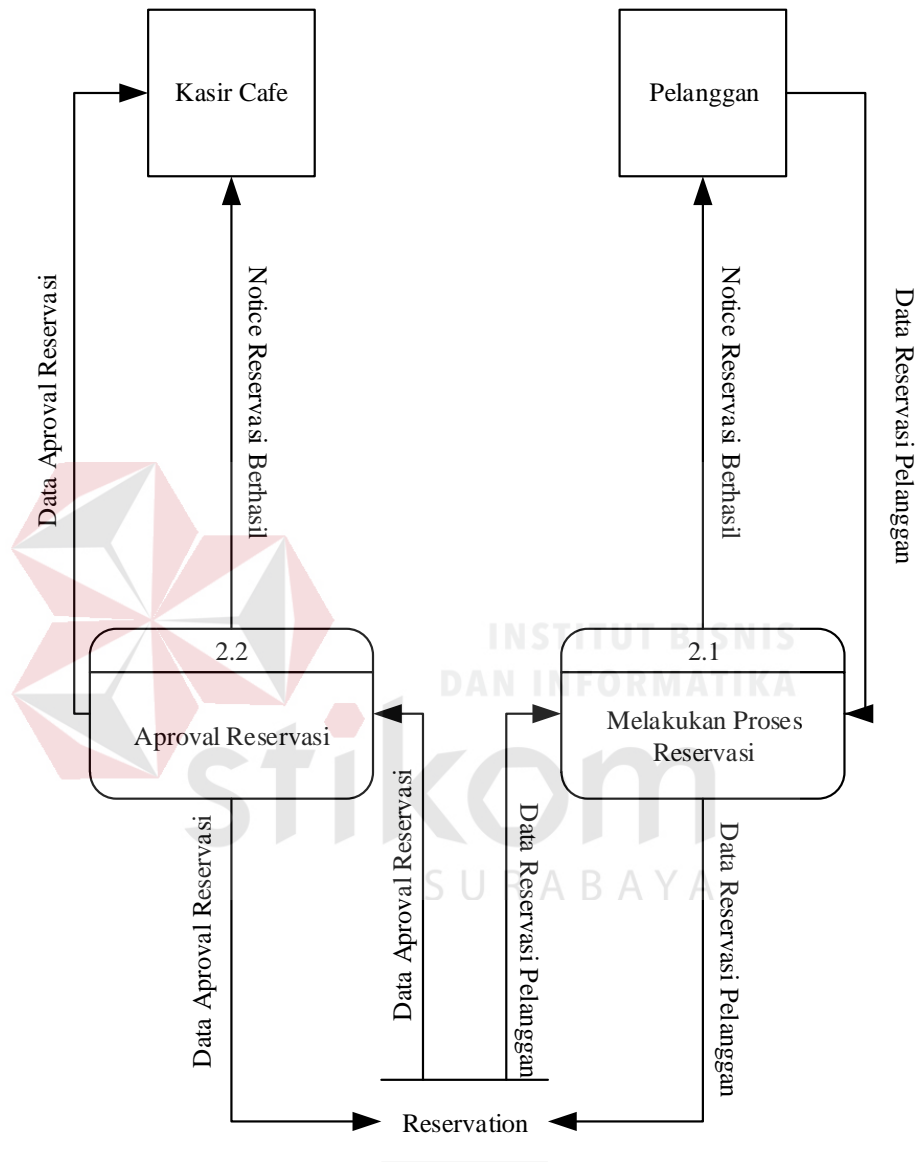 Kasir Cafe
Pelanggan
Data Aproval Reservasi
Notice Reservasi Berhasil
Notice Reservasi Berhasil
Data Reservasi Pelanggan
INSTITUT BISNIS
DAN INFORMATIKA
2.2
2.1
Aproval Reservasi
Melakukan Proses
Reservasi
stikom
SURABAYA
Data Aproval Reservasi
Data Aproval Reservasi
Data Reservasi Pelanggan
Data Reservasi Pelanggan
Reservation